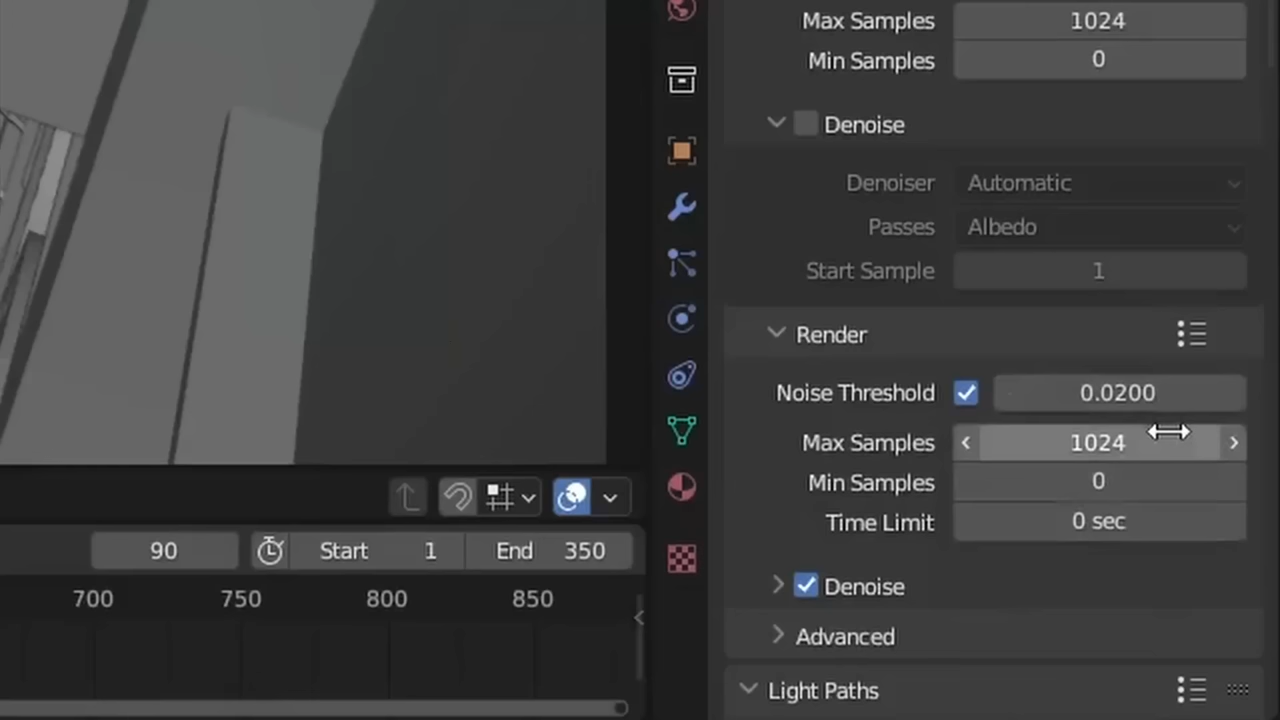 Max Samples 1024
Min Samples 0
Denoise
Denoiser Automatic
Passes Albedo
Start Sample 1
Render
Noise Threshold 0.0200
Max Samples 1024
Min Samples 0
Time Limit 0 sec
Denoise
Advanced
Light Paths
90 Start 1 End 350
700 750 800 850